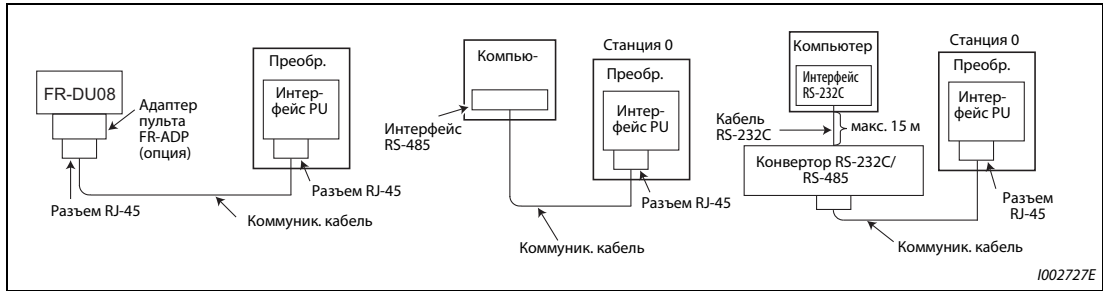 FR-DU08
Адаптер
пульта
FR-ADP
(опция)
Разъем RJ-45
Преобр.
Интер-
фейс PU
Разъем RJ-45
Коммуник. кабель
Компью-
Интерфейс
RS-485
Станция 0
Преобр.
Интер-
фейс PU
Разъем RJ-45
Коммуник. кабель
Компьютер
Интерфейс
RS-232C
Кабель
RS-232C
макс. 15 м
Конвертор RS-232C/
RS-485
Станция 0
Преобр.
Интер-
фейс PU
Разъем
RJ-45
Коммуник. кабель
I002727E